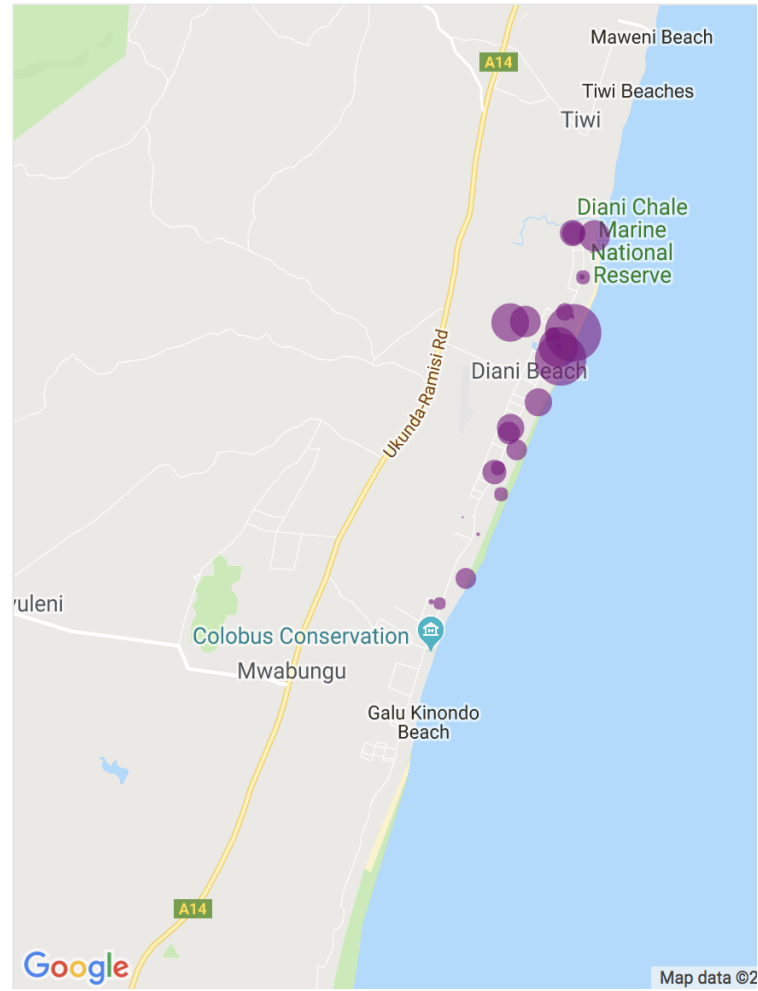 Maweni Beach
A14
Tiwi Beaches
Tiwi
Diani Chale
Marine
National
Reserve
Ukunda-Ramisi Rd
Diani Beach
yuleni
Colobus Conservation
Mwabungu
Galu Kinondo
Beach
A14
Google
Map data ©2